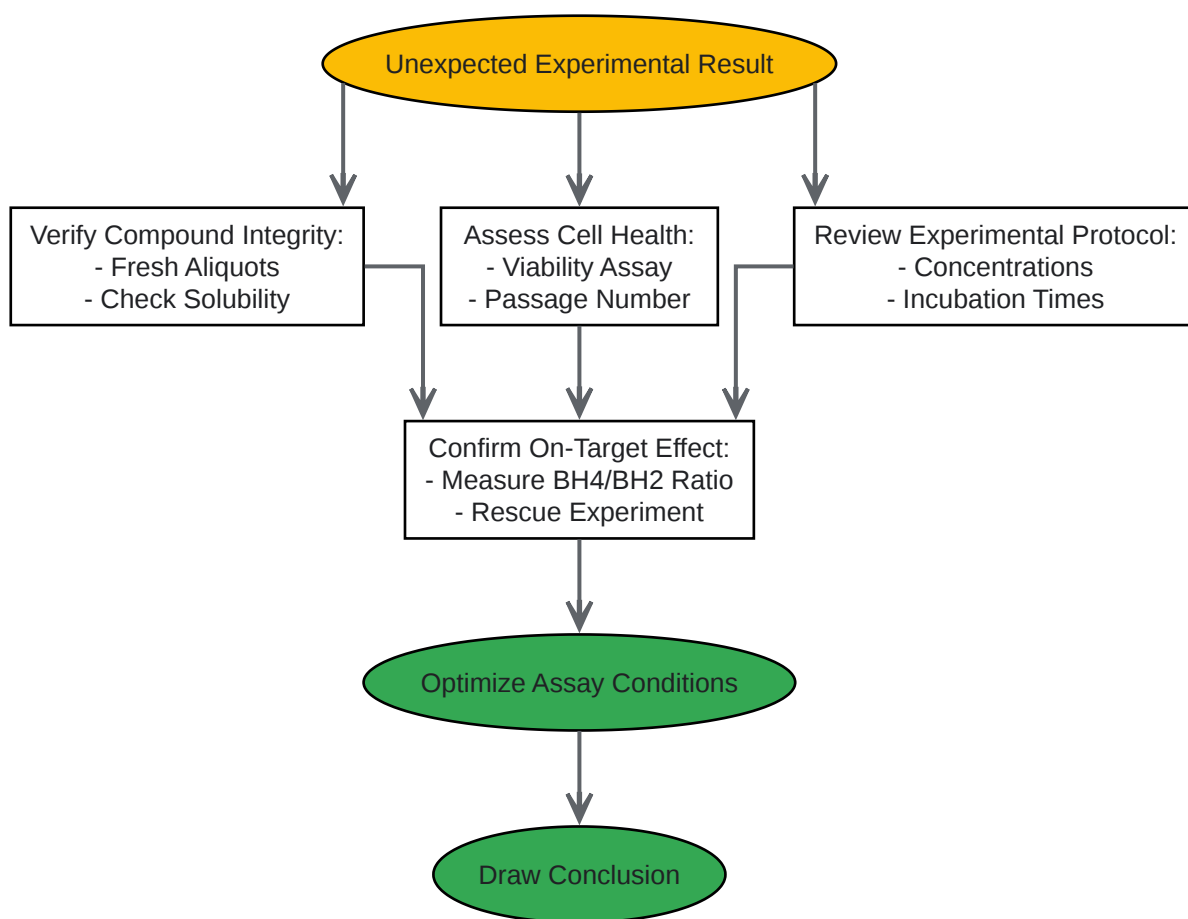 Unexpected Experimental Result
Verify Compound Integrity:
- Fresh Aliquots
- Check Solubility
Assess Cell Health:
- Viability Assay
- Passage Number
Review Experimental Protocol:
- Concentrations
- Incubation Times
Confirm On-Target Effect:
- Measure BH4/BH2 Ratio
- Rescue Experiment
Optimize Assay Conditions
Draw Conclusion